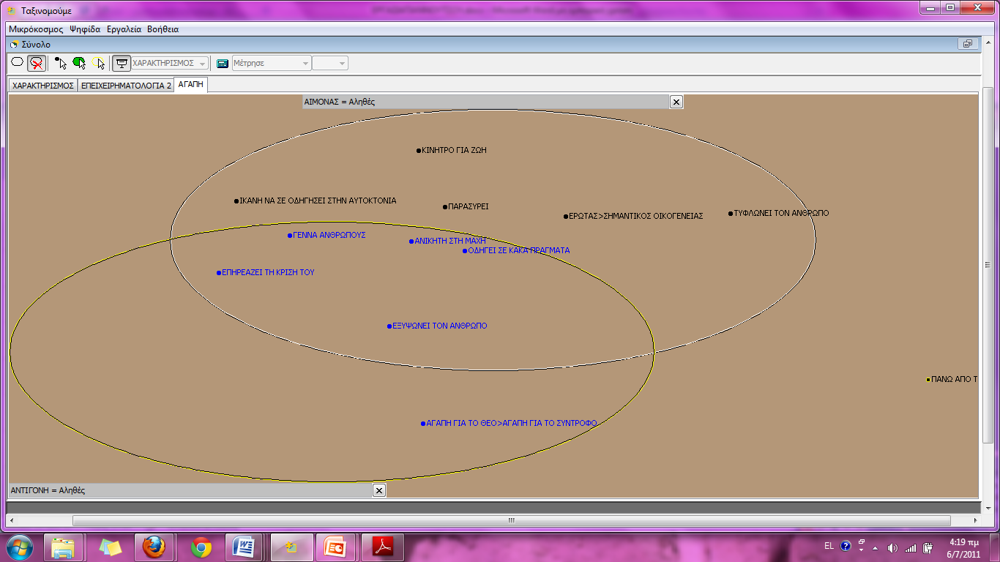 Ταξινομούμε
Μικρόκοσμος Ψηφίδα Εργαλεία Βοήθεια
Σύνολο
ΧΑΡΑΚΤΗΡΙΣΜΟΣ Μέτρησε
ΧΑΡΑΚΤΗΡΙΣΜΟΣ ΕΠΕΙΧΕΙΡΗΜΑΤΟΛΟΓΙΑ 2 ΑΓΑΠΗ
ΑΙΜΟΝΑΣ = Αληθές
ΚΙΝΗΤΡΟ ΓΙΑ ΖΩΗ
ΙΚΑΝΗ ΝΑ ΣΕ ΟΔΗΓΗΣΕΙ ΣΤΗΝ ΑΥΤΟΚΤΟΝΙΑ
ΠΑΡΑΣΥΡΕΙ
ΕΡΩΤΑΣ>ΣΗΜΑΝΤΙΚΟΣ ΟΙΚΟΓΕΝΕΙΑΣ
ΤΥΦΛΩΝΕΙ ΤΟΝ ΑΝΘΡΩΠΟ
ΓΕΝΝΑ ΑΝΘΡΩΠΟΥΣ
ΑΝΙΚΗΤΗ ΣΤΗ ΜΑΧΗ
ΟΔΗΓΕΙ ΣΕ ΚΑΚΑ ΠΡΑΓΜΑΤΑ
ΕΠΗΡΕΑΖΕΙ ΤΗ ΚΡΙΣΗ ΤΟΥ
ΕΞΥΨΩΝΕΙ ΤΟΝ ΑΝΘΡΩΠΟ
ΠΑΝΩ ΑΠΟ Τ
ΑΓΑΠΗ ΓΙΑ ΤΟ ΘΕΟ>ΑΓΑΠΗ ΓΙΑ ΤΟ ΣΥΝΤΡΟΦΟ
ΑΝΤΙΓΟΝΗ = Αληθές
EL
4:19 πμ
6/7/2011